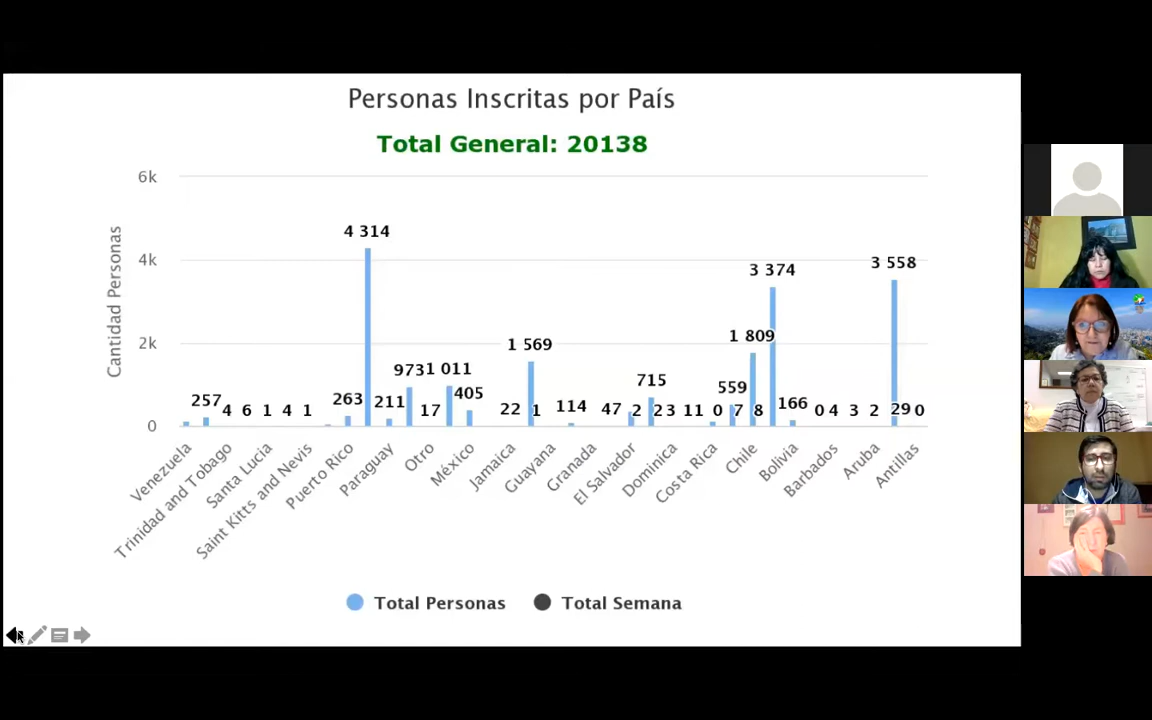 Personas Inscritas por País
Total General: 20138
Cantidad Personas
6k
4k
2k
0
257
4
6
1
4
1
263
4 314
211
973
17
1 011
405
22
1 569
1
114
47
2
715
23
11
0
559
7
1 809
8
3 374
166
0
4
3
2
3 558
29
0
Venezuela
Trinidad and Tobago
Santa Lucia
Saint Kitts and Nevis
Puerto Rico
Paraguay
Otro
México
Jamaica
Guayana
Granada
El Salvador
Dominica
Costa Rica
Chile
Bolivia
Barbados
Aruba
Antillas
Total Personas
Total Semana